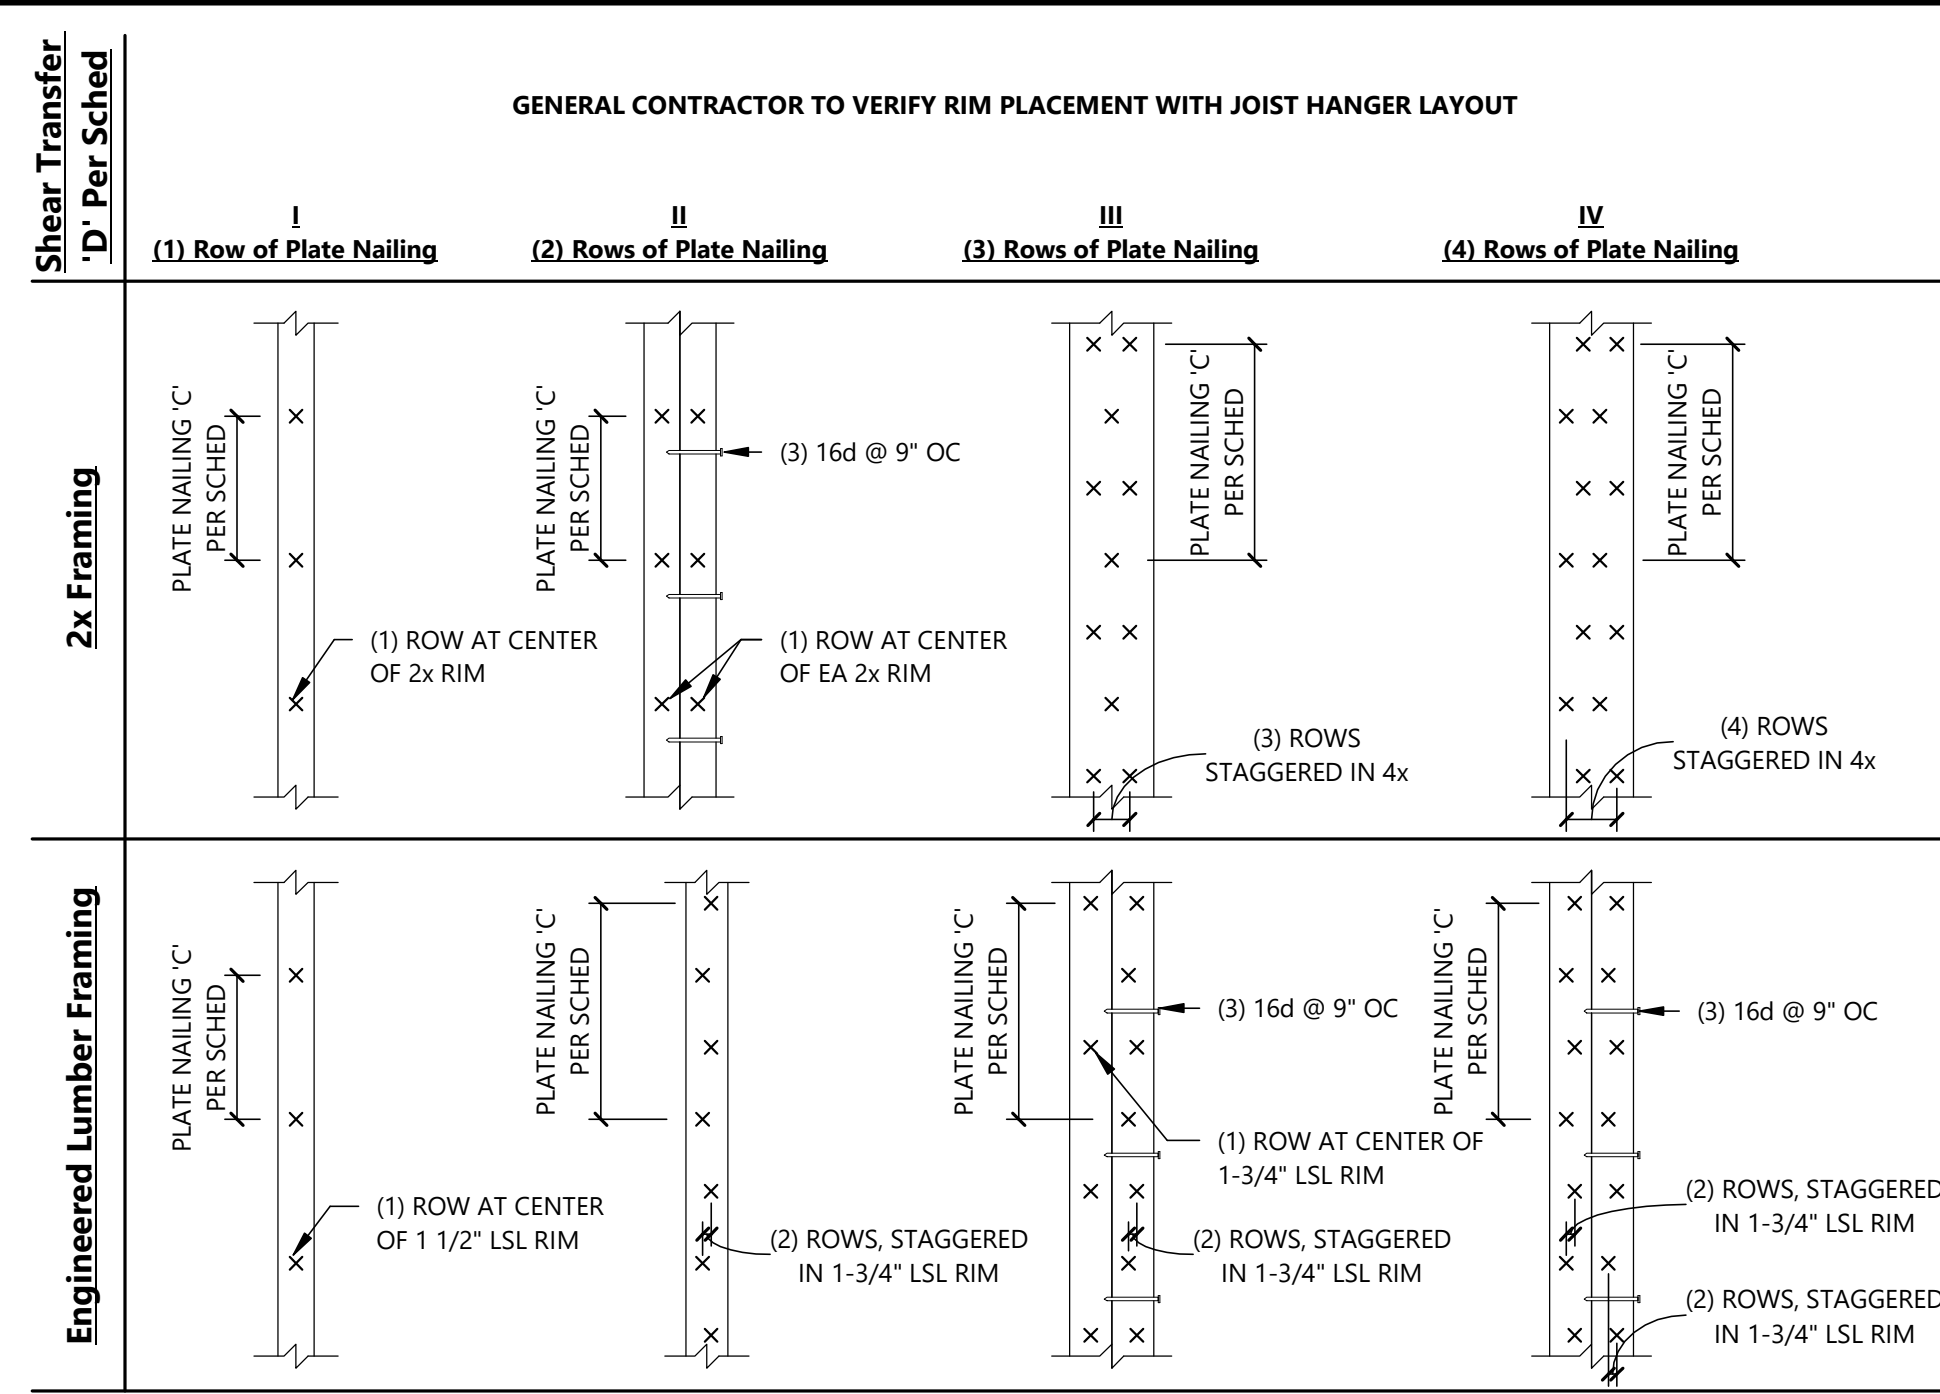 Shear Transfer
'D' Per Sched
GENERAL CONTRACTOR TO VERIFY RIM PLACEMENT WITH JOIST HANGER LAYOUT
I
(1) Row of Plate Nailing
II
(2) Rows of Plate Nailing
III
(3) Rows of Plate Nailing
IV
(4) Rows of Plate Nailing
2x Framing
PLATE NAILING 'C'
PER SCHED
(1) ROW AT CENTER
OF 2x RIM
PLATE NAILING 'C'
PER SCHED
(3) 16d @ 9" OC
(1) ROW AT CENTER
OF EA 2x RIM
PLATE NAILING 'C'
PER SCHED
(3) ROWS
STAGGERED IN 4x
PLATE NAILING 'C'
PER SCHED
(4) ROWS
STAGGERED IN 4x
Engineered Lumber Framing
PLATE NAILING 'C'
PER SCHED
(1) ROW AT CENTER
OF 1 1/2" LSL RIM
PLATE NAILING 'C'
PER SCHED
(2) ROWS, STAGGERED
IN 1-3/4" LSL RIM
PLATE NAILING 'C'
PER SCHED
(3) 16d @ 9" OC
(1) ROW AT CENTER OF
1-3/4" LSL RIM
(2) ROWS, STAGGERED
IN 1-3/4" LSL RIM
PLATE NAILING 'C'
PER SCHED
(3) 16d @ 9" OC
(2) ROWS, STAGGERED
IN 1-3/4" LSL RIM
(2) ROWS, STAGGERED
IN 1-3/4" LSL RIM